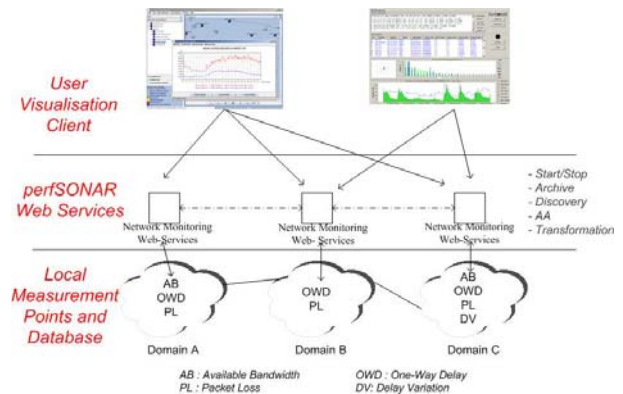 User
Visualisation
Client
perfSONAR
Web Services
- Start/Stop
- Archive
- Discovery
- AA
- Transformation
Network Monitoring
Web-Services
Network Monitoring
Web- Services
Network Monitoring
Web-Services
Local
Measurement
Points and
Database
AB
OWD
PL
OWD
PL
AB
OWD
PL
DV
Domain A
Domain B
Domain C
AB : Available Bandwidth
OWD : One-Way Delay
PL : Packet Loss
DV: Delay Variation